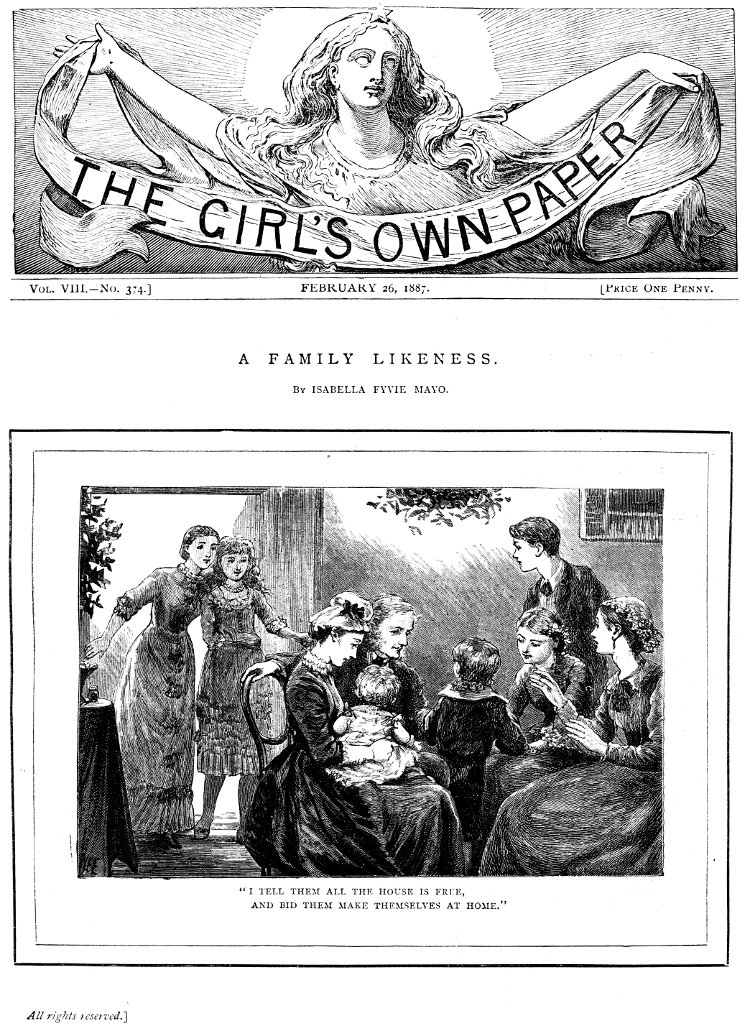 THE GIRL'S OWN PAPER
VOL. VIII.—NO. 374.]
FEBRUARY 26, 1887.
[PRICE ONE PENNY.
A FAMILY LIKENESS.
BY ISABELLA FYVIE MAYO.
"I TELL THEM ALL THE HOUSE IS FREE,
AND BID THEM MAKE THEMSELVES AT HOME."
All rights reserved.]